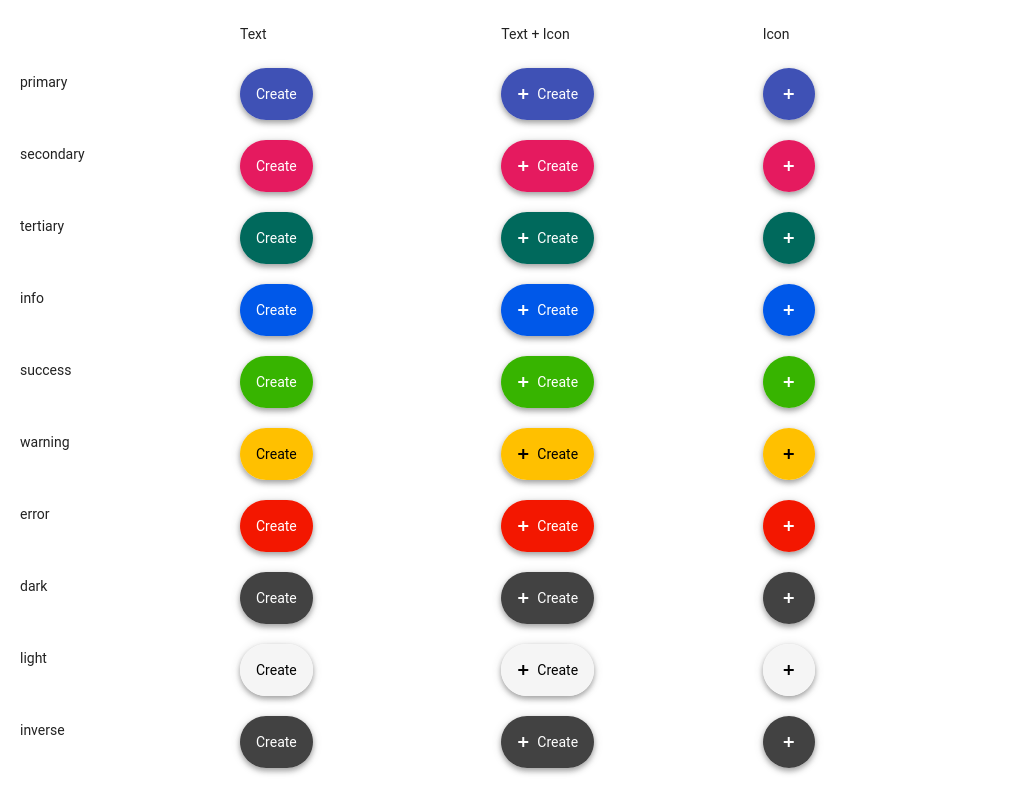 Text Text + Icon Icon
primary Create + Create +
secondary Create + Create +
tertiary Create + Create +
info Create + Create +
success Create + Create +
warning Create + Create +
error Create + Create +
dark Create + Create +
light Create + Create +
inverse Create + Create +